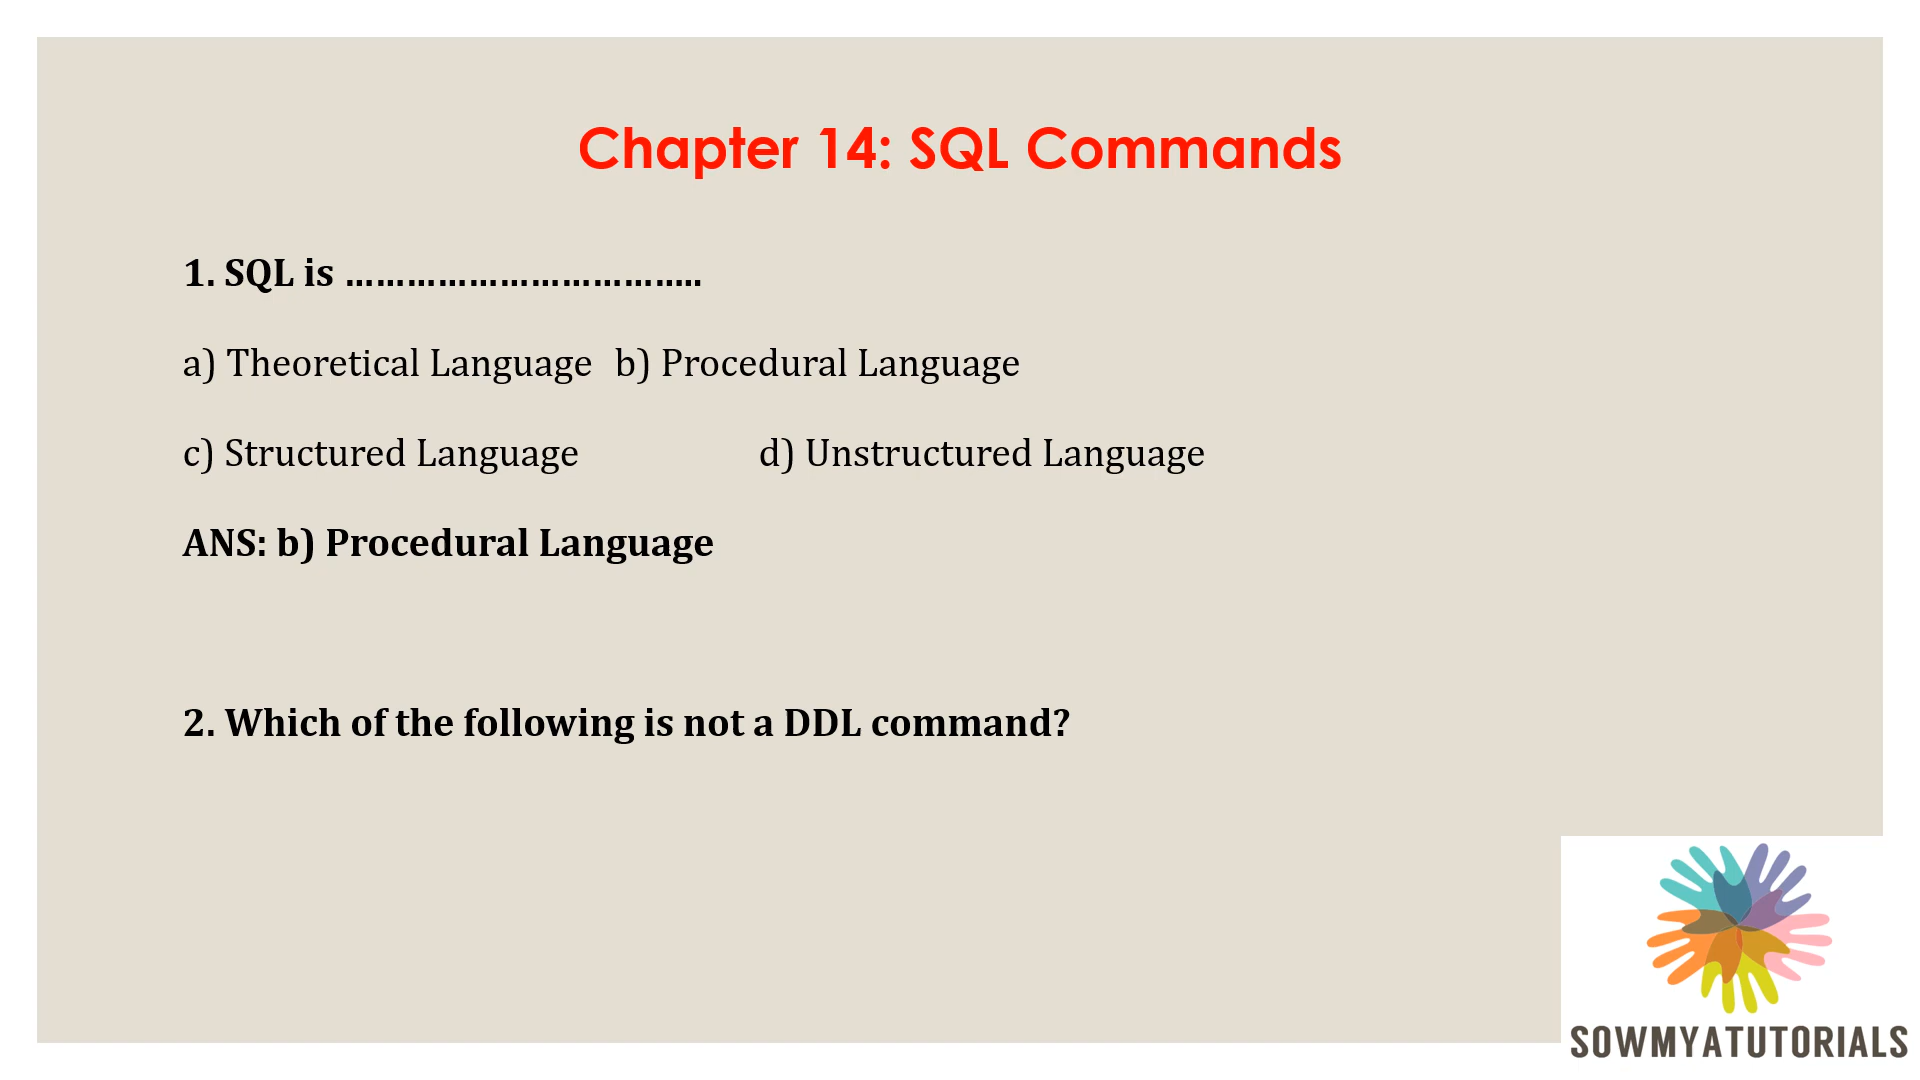 Chapter 14: SQL Commands
1. SQL is ……………………………..
a) Theoretical Language b) Procedural Language
c) Structured Language d) Unstructured Language
ANS: b) Procedural Language
2. Which of the following is not a DDL command?
SOWMYATUTORIALS